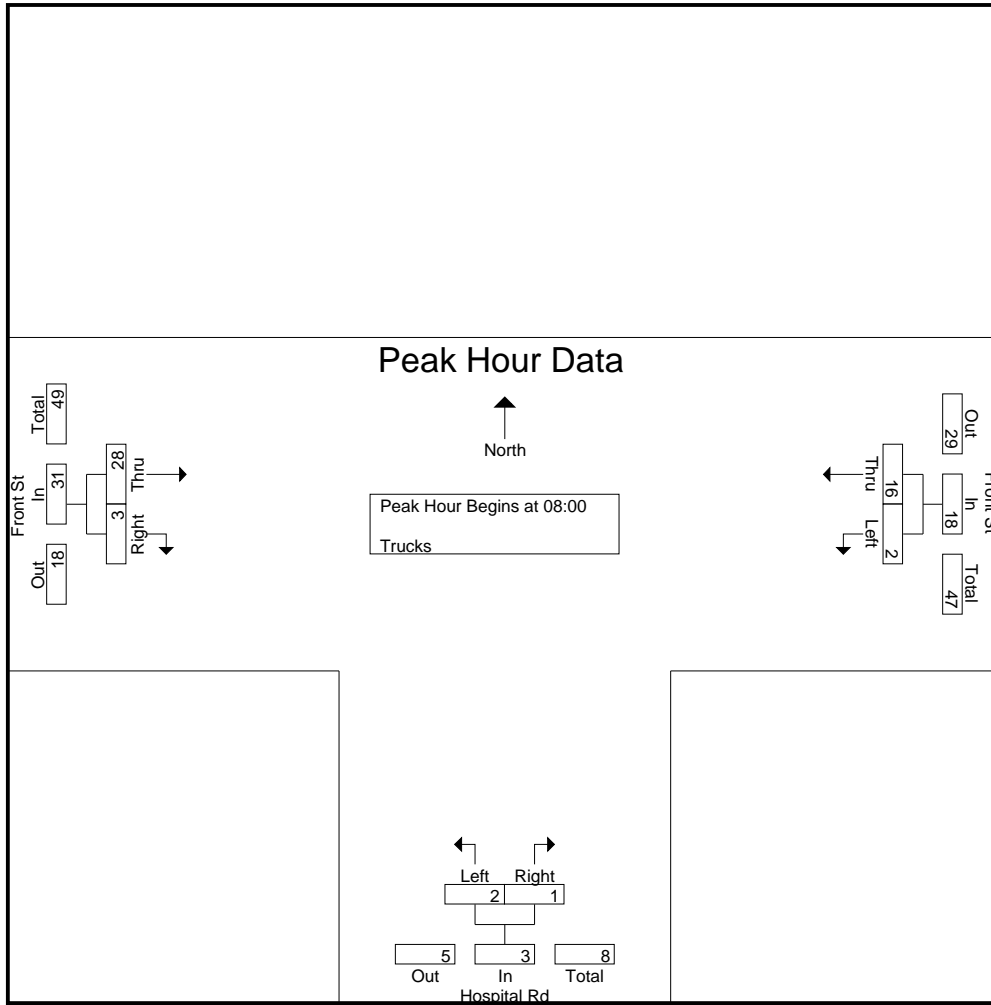 Peak Hour Data
North
Peak Hour Begins at 08:00
Trucks
Front St
Total
49
In
31
Out
18
28
Thru
3
Right
Out
29
In
18
Total
47
Front St
16
Thru
2
Left
Left
Right
2
1
5
3
8
Out
In
Total
Hospital Rd